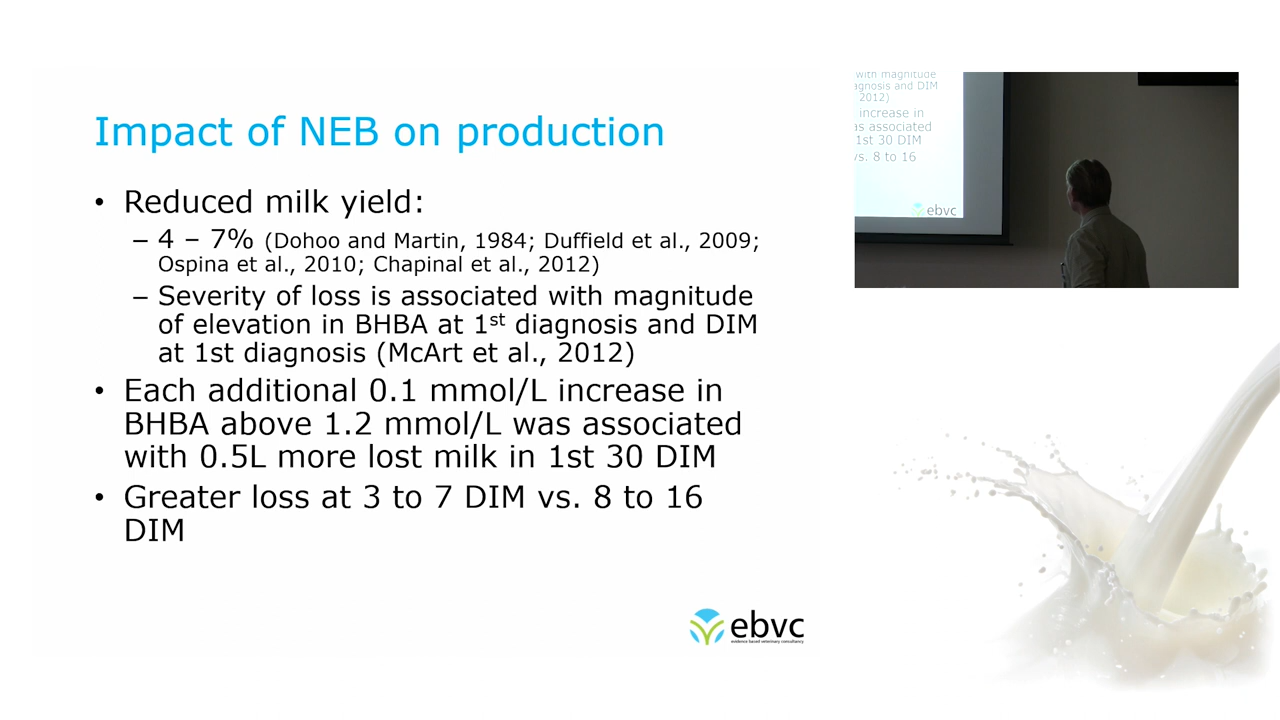 Impact of NEB on production
• Reduced milk yield:
– 4 – 7% (Dohoo and Martin, 1984; Duffield et al., 2009;
Ospina et al., 2010; Chapinal et al., 2012)
– Severity of loss is associated with magnitude
of elevation in BHBA at 1st diagnosis and DIM
at 1st diagnosis (McArt et al., 2012)
• Each additional 0.1 mmol/L increase in
BHBA above 1.2 mmol/L was associated
with 0.5L more lost milk in 1st 30 DIM
• Greater loss at 3 to 7 DIM vs. 8 to 16
DIM
ebvc
evidence based veterinary consultancy
with magnitude
agnosis and DIM
2012)
increase in
as associated
1st 30 DIM
vs. 8 to 16
ebvc